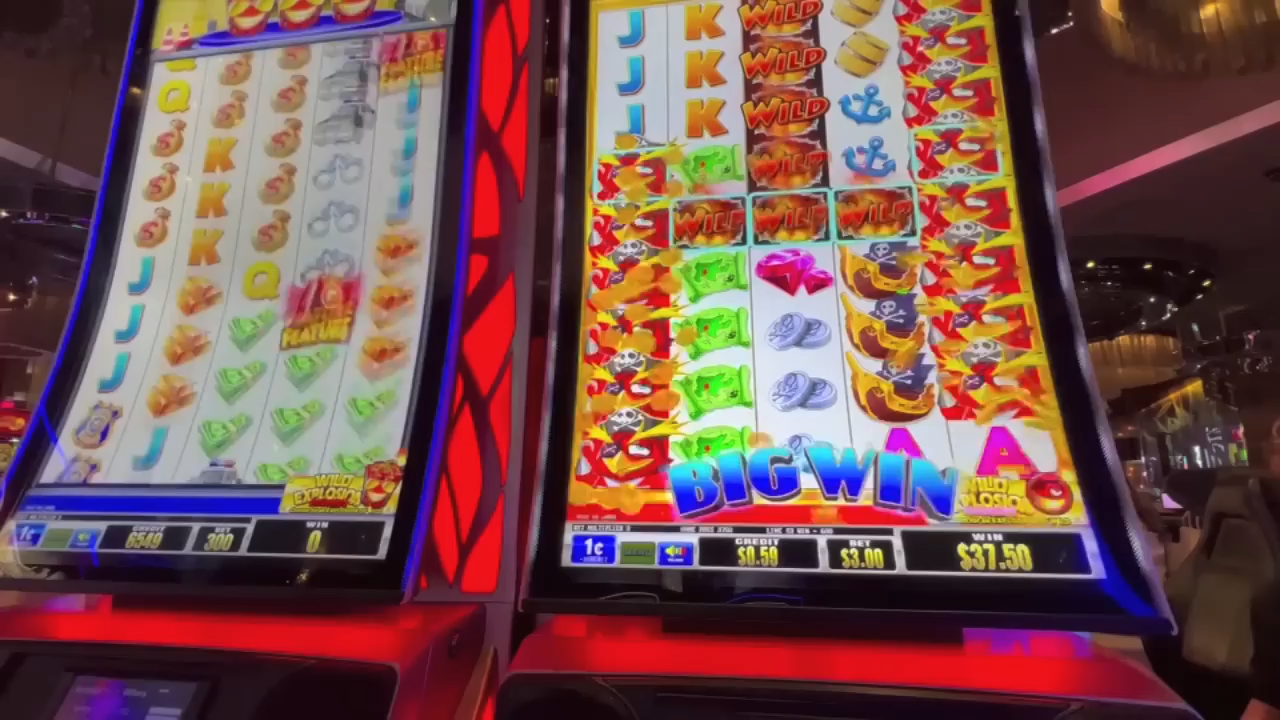 Q
Q
K
K
K
J
J
J
J
Q
FEATURE
J
J
J
WILD
EXPLOSION
1¢
CREDIT
6549
BET
300
WIN
0
J
J
J
K
K
K
WILD
WILD
WILD
WILD
WILD
WILD
WILD
A
A
BIG WIN
WILD
1¢
CREDIT
$0.59
BET
$3.00
WIN
$37.50